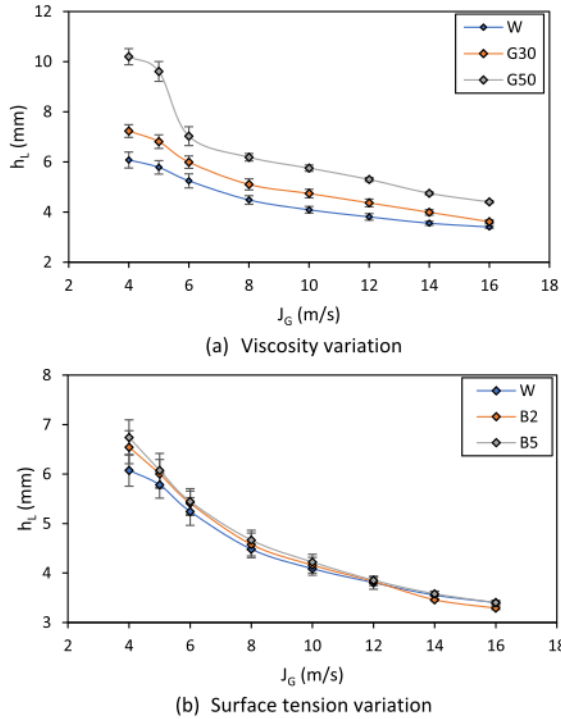 12
10
8
6
4
2
h_L (mm)
W
G30
G50
2 4 6 8 10 12 14 16 18
J_G (m/s)
(a) Viscosity variation
8
7
6
5
4
3
h_L (mm)
W
B2
B5
2 4 6 8 10 12 14 16 18
J_G (m/s)
(b) Surface tension variation